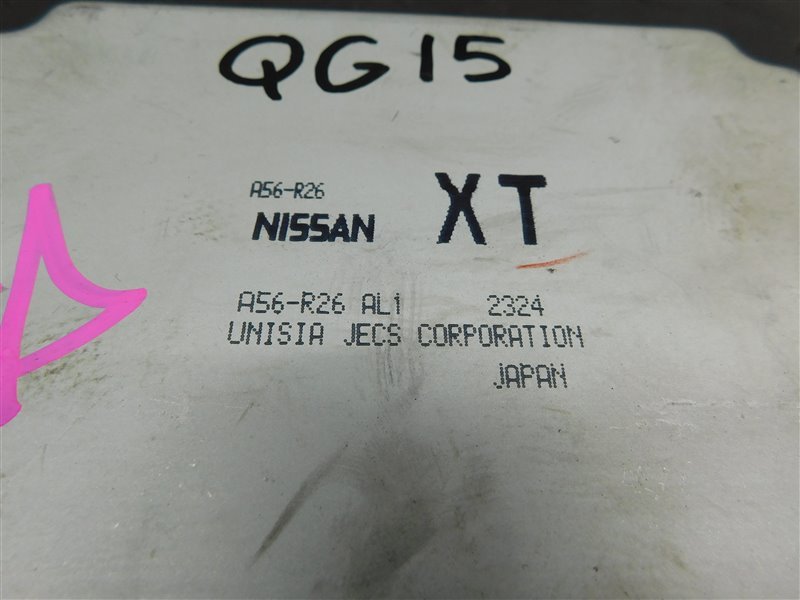 QG15
A56-R26
NISSAN XT
A56-R26 AL1 2324
UNISIA JECS CORPORATION
JAPAN